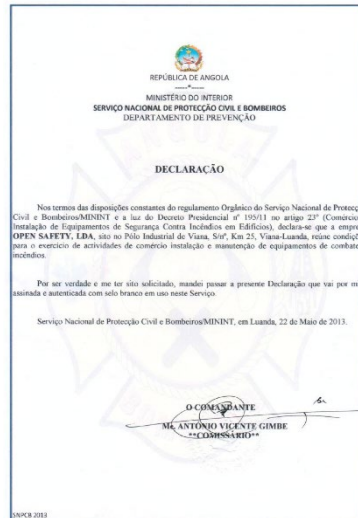 REPÚBLICA DE ANGOLA
----*----
MINISTÉRIO DO INTERIOR
SERVIÇO NACIONAL DE PROTECÇÃO CIVIL E BOMBEIROS
DEPARTAMENTO DE PREVENÇÃO
DECLARAÇÃO
Nos termos das disposições constantes do regulamento Orgânico do Serviço Nacional de Protecç
Civil e Bombeiros/MININT e a luz do Decreto Presidencial nº 195/11 no artigo 23º (Comércio
Instalação de Equipamentos de Segurança Contra Incêndios em Edifícios), declara-se que a empre
OPEN SAFETY, LDA, sito no Pólo Industrial de Viana, S/nº, Km 25, Viana-Luanda, reúne condiçõ
para o exercício de actividades de comércio instalação e manutenção de equipamentos de combate
incêndios.
Por ser verdade e me ter sito solicitado, mandei passar a presente Declaração que vai por m
assinada e autenticada com selo branco em uso neste Serviço.
Serviço Nacional de Protecção Civil e Bombeiros/MININT, em Luanda, 22 de Maio de 2013.
O COMANDANTE
ANTÓNIO VICENTE GIMBE
**COMISSÁRIO**
SNPCB 2013